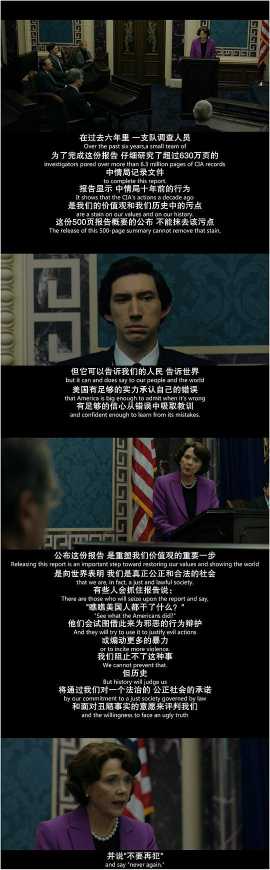 在过去六年里 一支队调查人员
Over the past six years,a small team of
为了完成这份报告 仔细研究了超过630万页的
investigators pored over more than 6.3 million pages of CIA records
中情局记录文件
to complete this report.
报告显示 中情局十年前的行为
It shows that the CIA's actions a decade ago
是我们的价值观和我们历史中的污点
are a stain on our values and on our history.
这份500页报告概要的公布 不能抹去该污点
The release of this 500-page summary cannot remove that stain,
但它可以告诉我们的人民 告诉世界
but it can and does say to our people and the world
美国有足够的实力承认自己的错误
that America is big enough to admit when it's wrong
有足够的信心从错误中吸取教训
and confident enough to learn from its mistakes.
公布这份报告 是重塑我们价值观的重要一步
Releasing this report is an important step toward restoring our values and showing the world
是向世界表明 我们是真正公正和合法的社会
that we are, in fact, a just and lawful society.
有些人会抓住报告说：
There are those who will seize upon the report and say,
"瞧瞧美国人都干了什么？"
"See what the Americans did?"
他们会试图借此来为邪恶的行为辩护
And they will try to use it to justify evil actions
或煽动更多的暴力
or to incite more violence.
我们阻止不了这种事
We cannot prevent that.
但历史
But history will judge us
将通过我们对一个法治的 公正社会的承诺
by our commitment to a just society governed by law
和面对丑陋事实的意愿来评判我们
and the willingness to face an ugly truth
并说"不要再犯"
and say "never again."